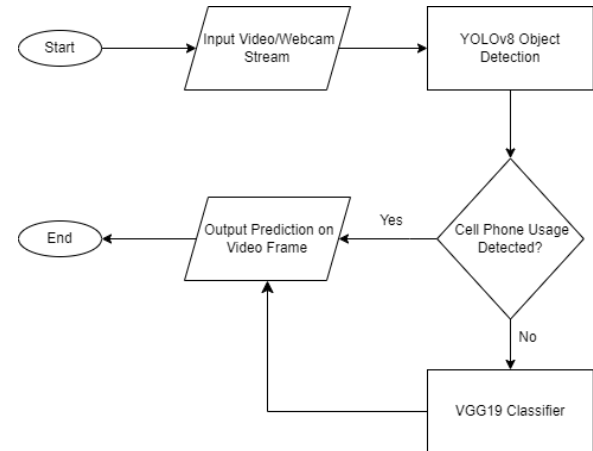 Start
Input Video/Webcam
Stream
YOLOv8 Object
Detection
Cell Phone Usage
Detected?
Yes
Output Prediction on
Video Frame
End
No
VGG19 Classifier